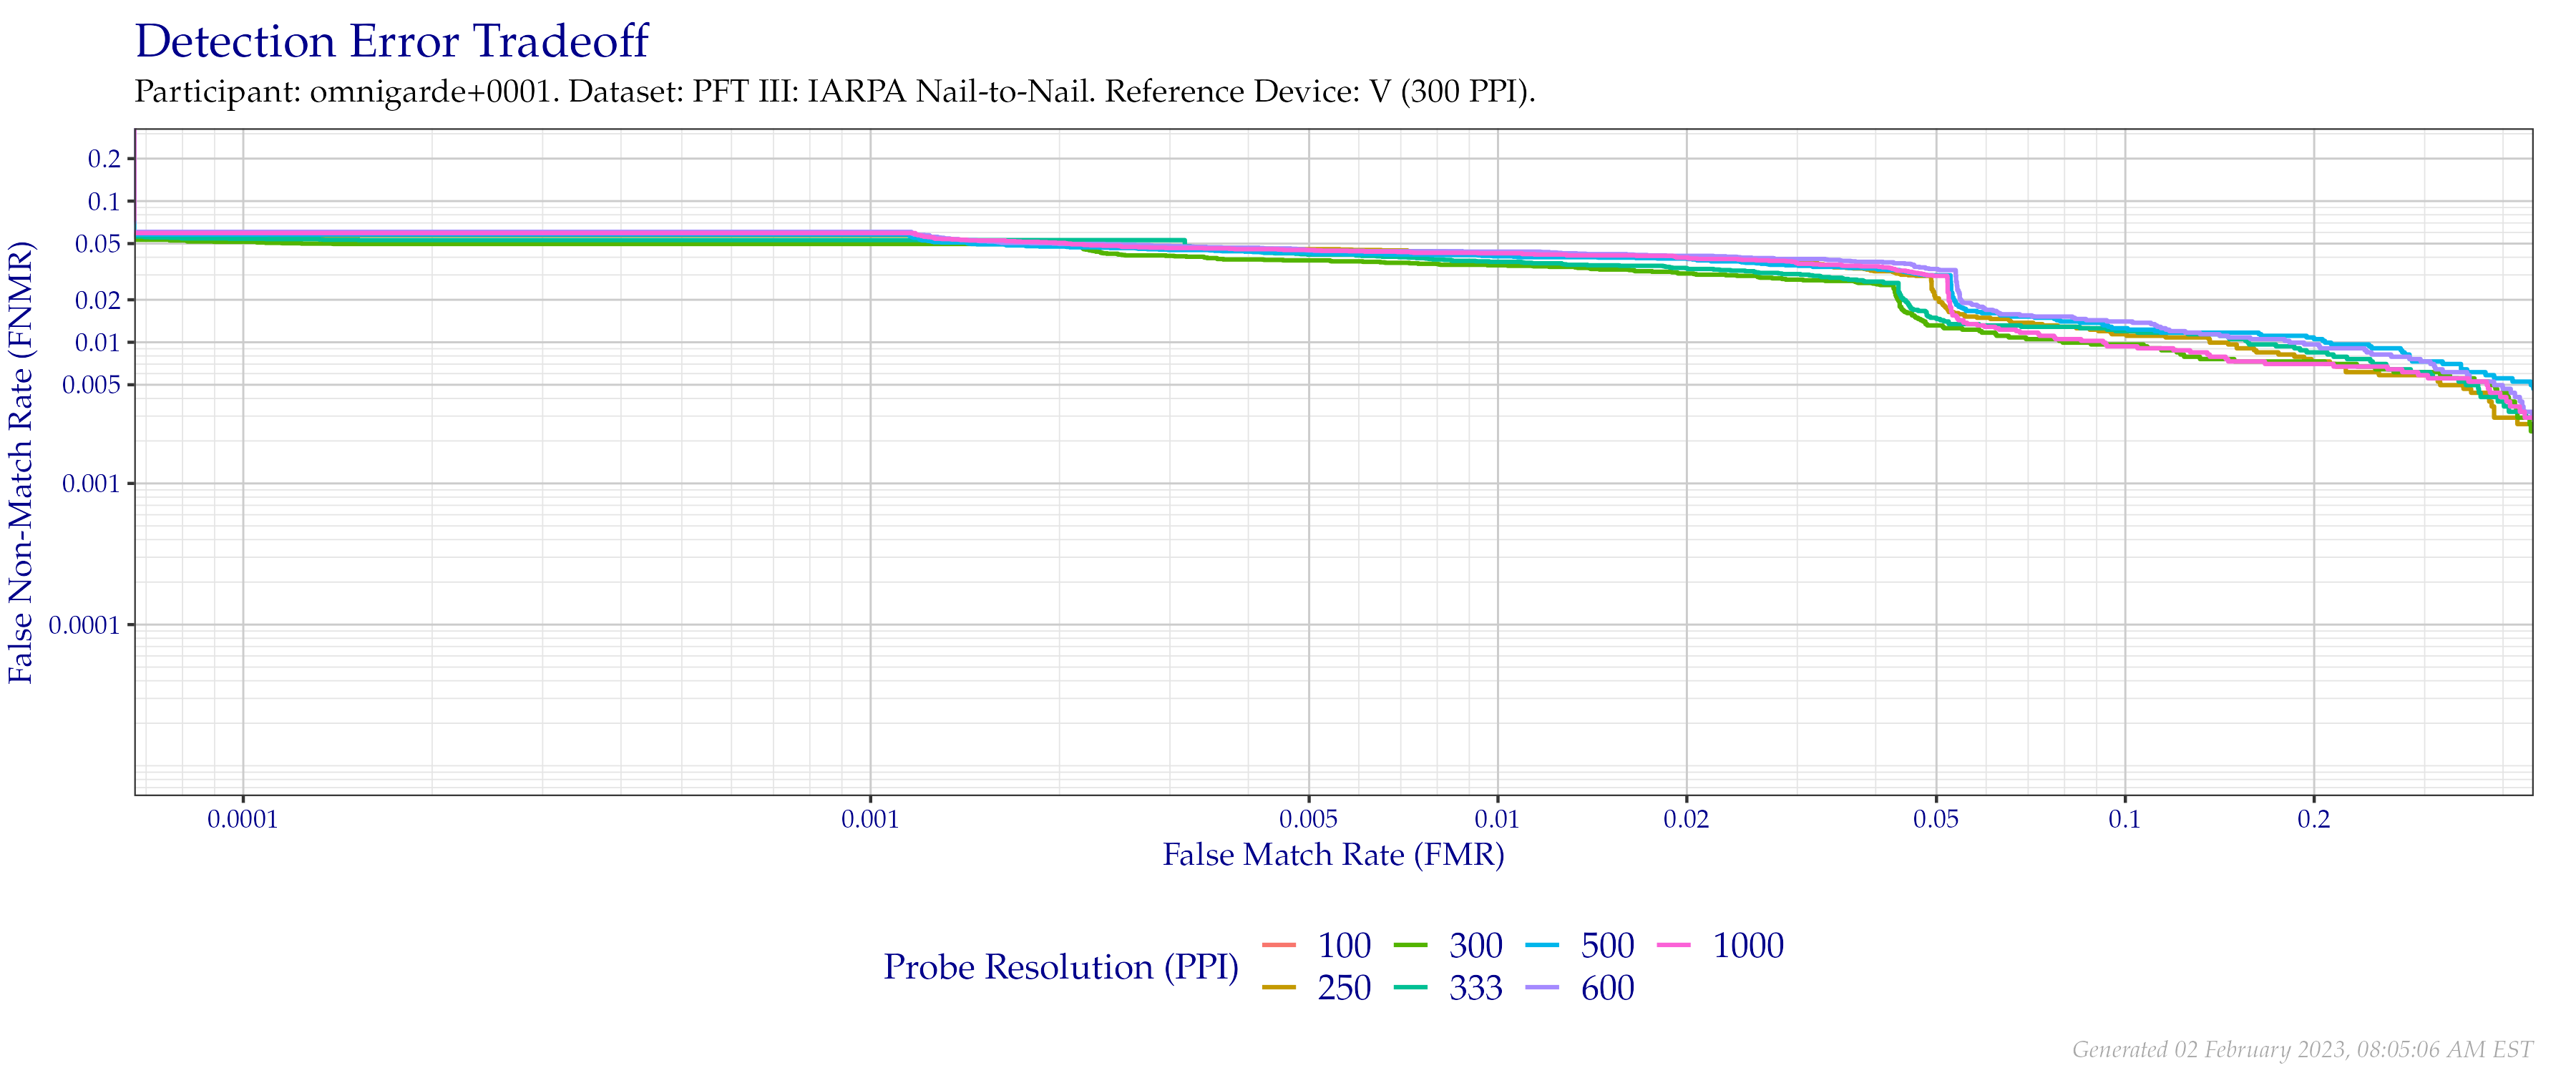 Detection Error Tradeoff
Participant: omnigarde+0001. Dataset: PFT III: IARPA Nail-to-Nail. Reference Device: V (300 PPI).
False Non-Match Rate (FNMR)
0.2
0.1
0.05
0.02
0.01
0.005
0.001
0.0001
0.0001 0.001 0.005 0.01 0.02 0.05 0.1 0.2
False Match Rate (FMR)
Probe Resolution (PPI)
100 300 500 1000
250 333 600
Generated 02 February 2023, 08:05:06 AM EST